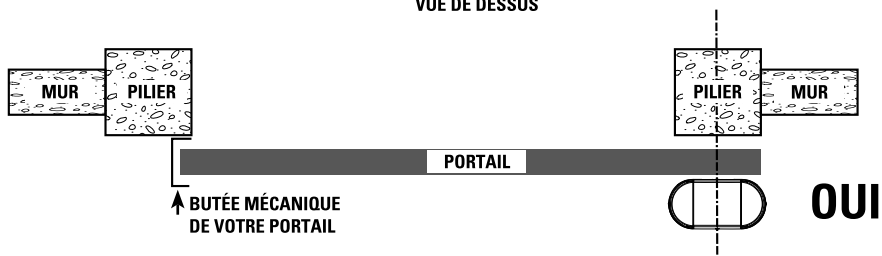 VUE DE DESSUS
MUR
PILIER
PILIER
MUR
PORTAIL
BUTÉE MÉCANIQUE
DE VOTRE PORTAIL
OUI